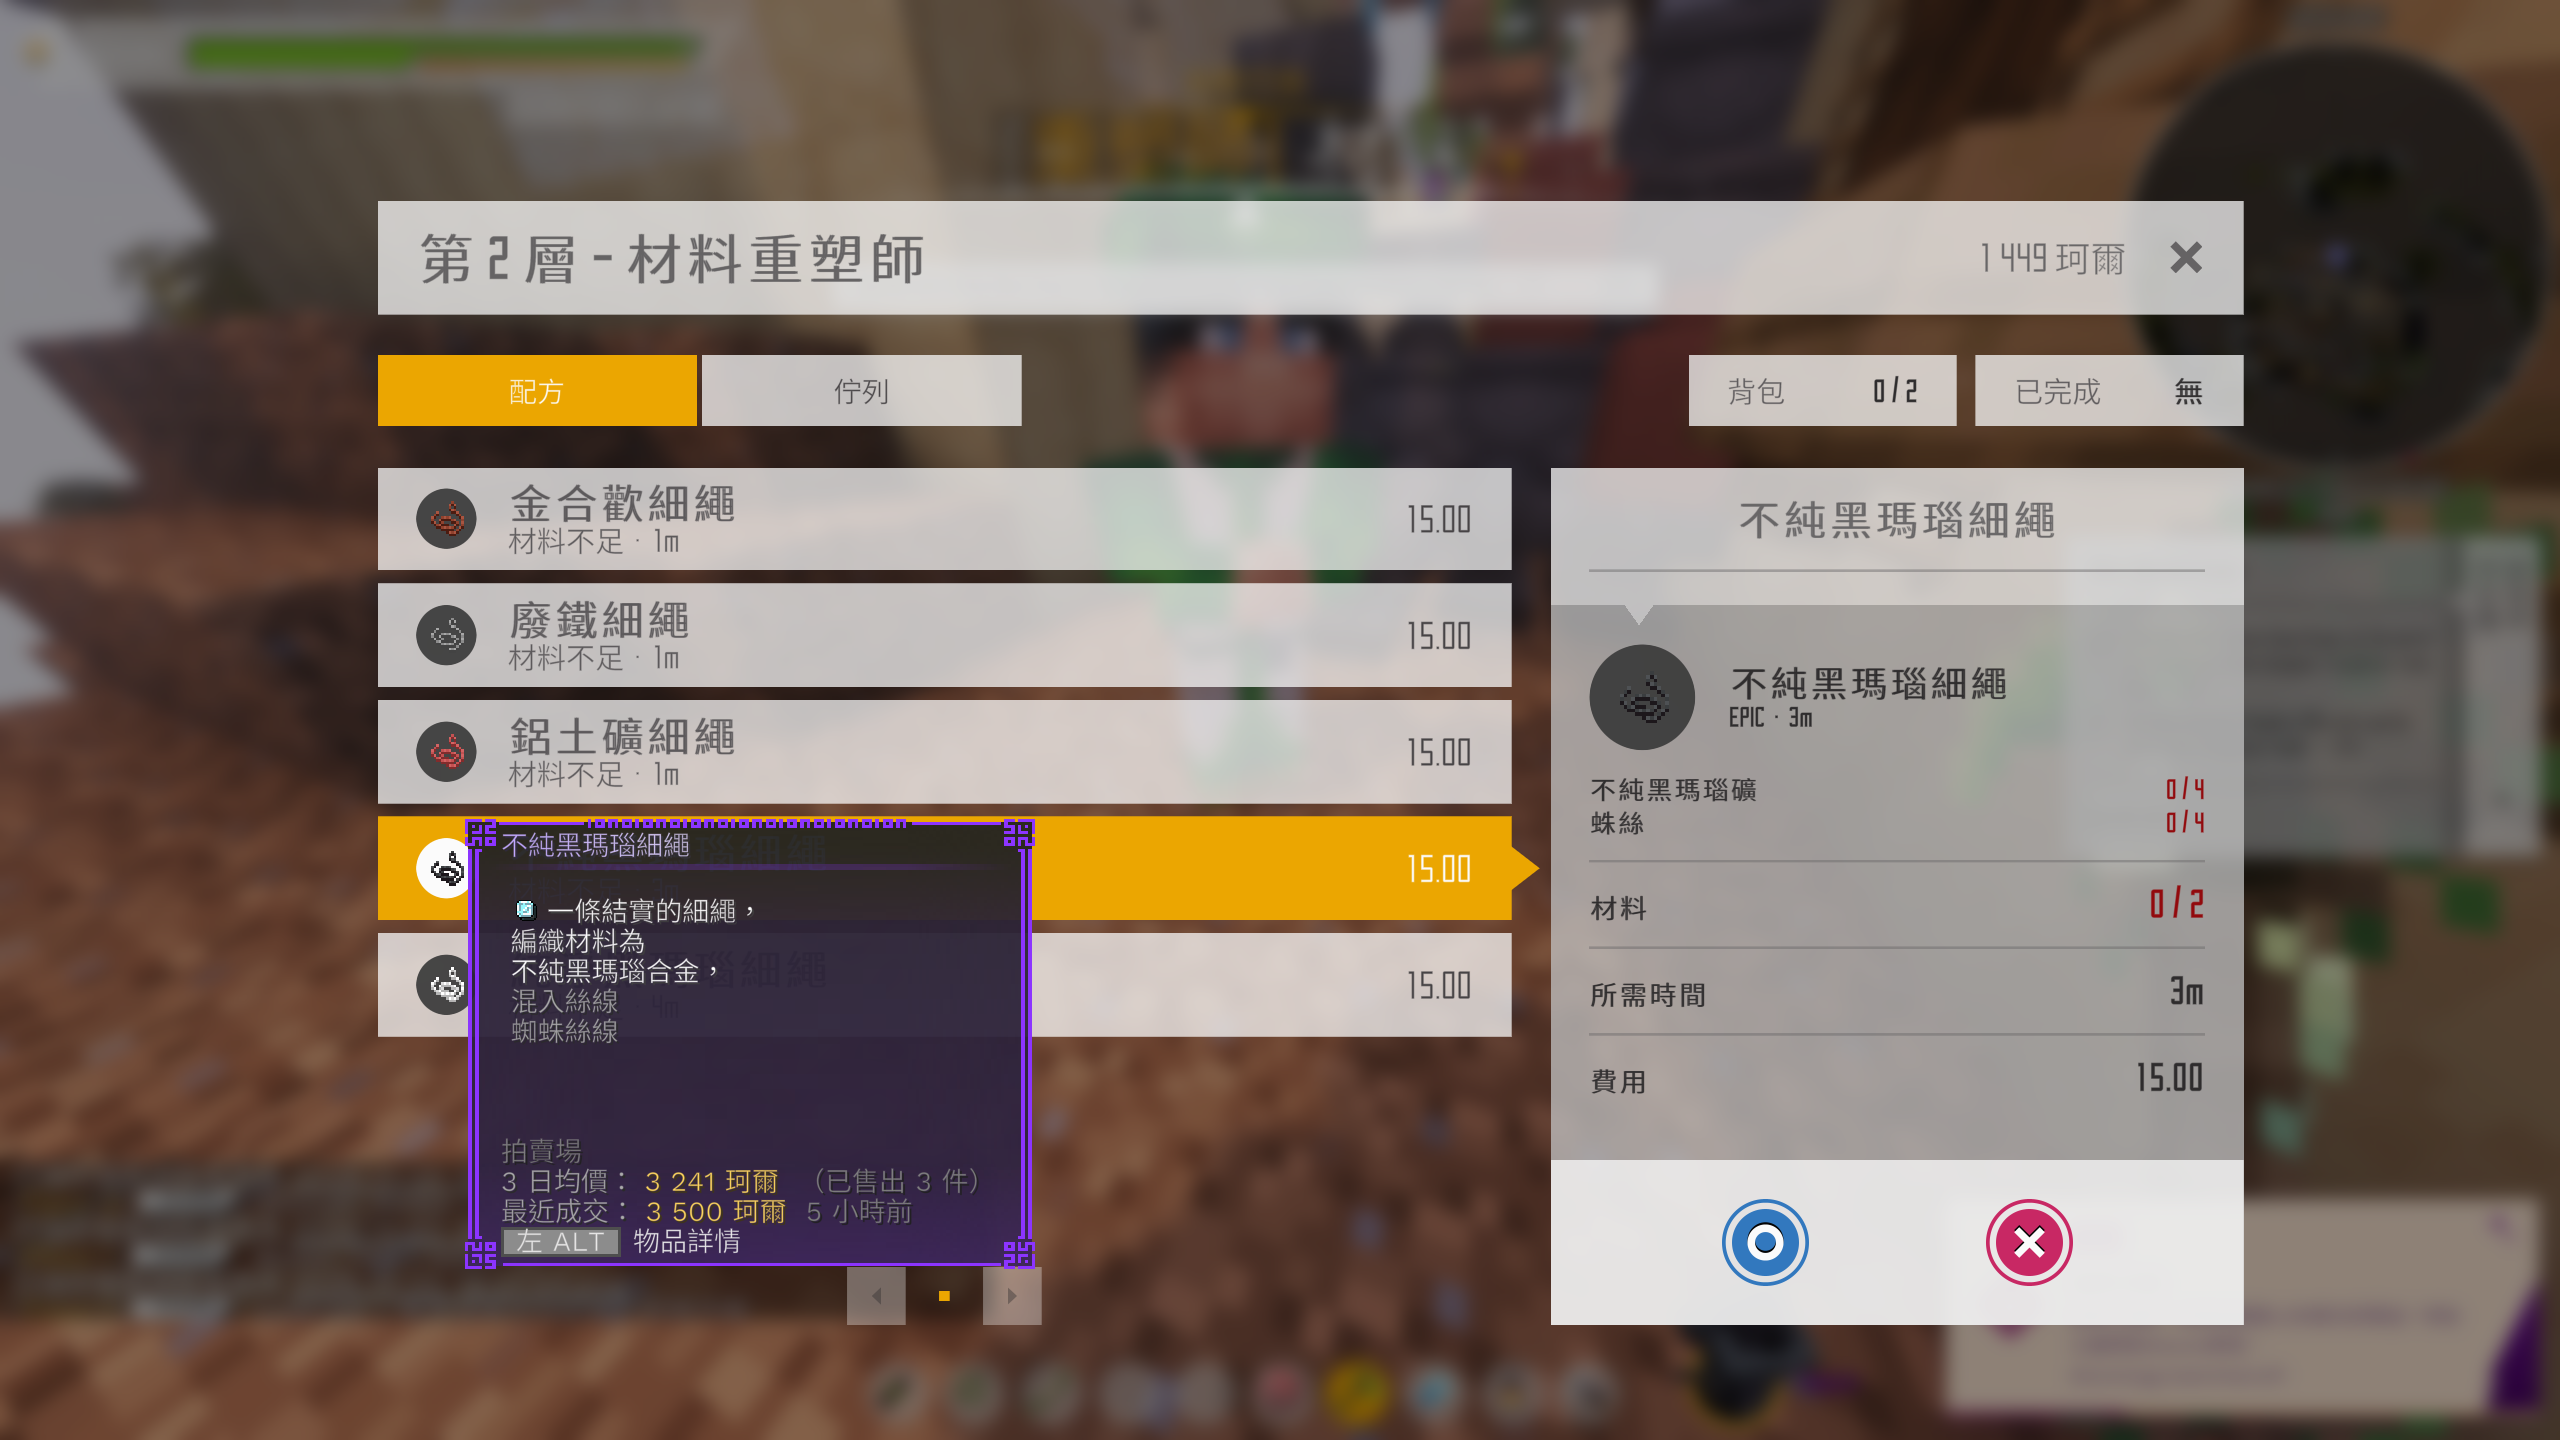 第2層-材料重塑師
1 449 珂爾
配方
佇列
背包 0/2
已完成 無
金合歡細繩
材料不足 · 1m
15.00
廢鐵細繩
材料不足 · 1m
15.00
鋁土礦細繩
材料不足 · 1m
15.00
15.00
15.00
不純黑瑪瑙細繩
一條結實的細繩，
編織材料為
不純黑瑪瑙合金，
混入絲線
蜘蛛絲線
拍賣場
3 日均價： 3 241 珂爾 （已售出 3 件）
最近成交： 3 500 珂爾 5 小時前
左 ALT 物品詳情
不純黑瑪瑙細繩
不純黑瑪瑙細繩
EPIC · 3m
不純黑瑪瑙礦 0/4
蛛絲 0/4
材料 0/2
所需時間 3m
費用 15.00